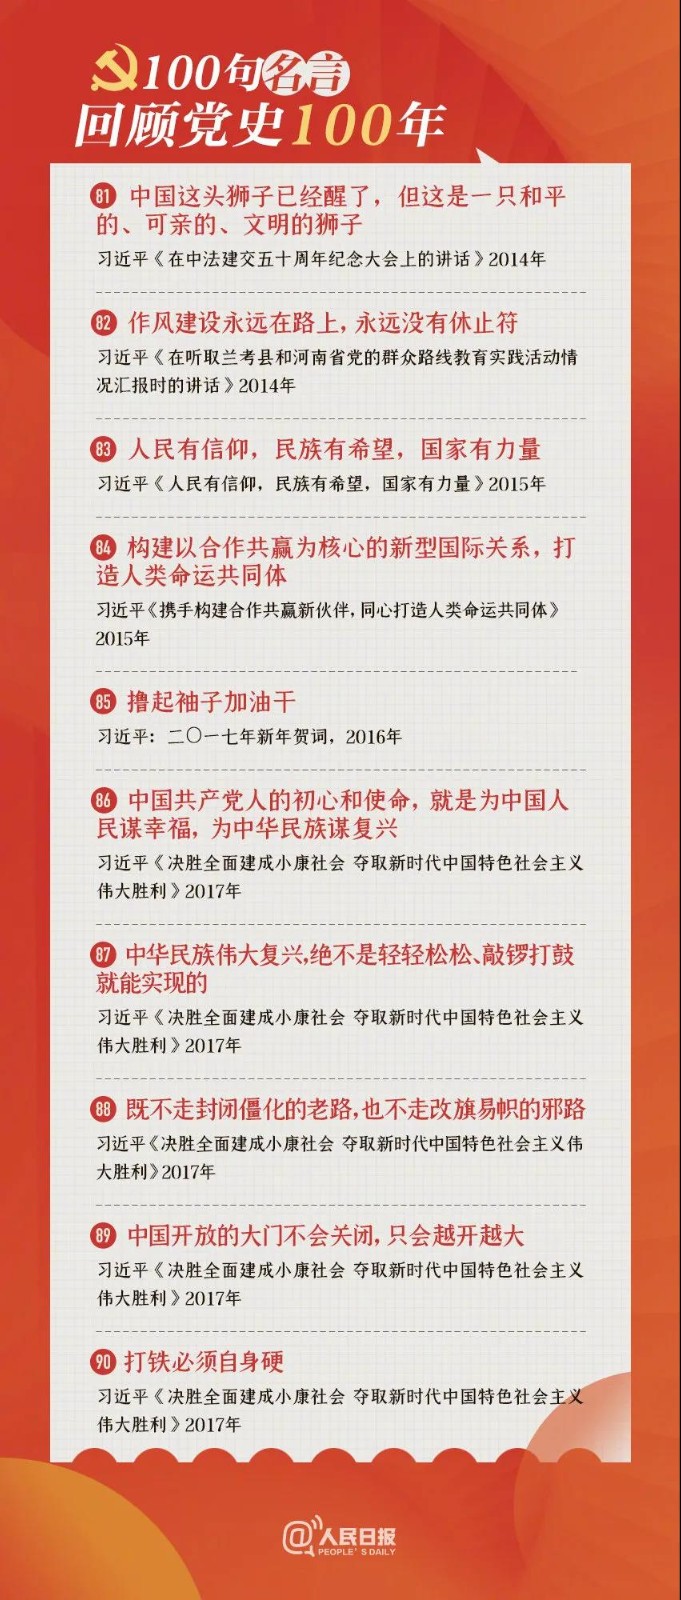 100句名言
回顾党史100年
81 中国这头狮子已经醒了，但这是一只和平
的、可亲的、文明的狮子
习近平《在中法建交五十周年纪念大会上的讲话》2014年
82 作风建设永远在路上，永远没有休止符
习近平《在听取兰考县和河南省党的群众路线教育实践活动情
况汇报时的讲话》2014年
83 人民有信仰，民族有希望，国家有力量
习近平《人民有信仰，民族有希望，国家有力量》2015年
84 构建以合作共赢为核心的新型国际关系，打
造人类命运共同体
习近平《携手构建合作共赢新伙伴，同心打造人类命运共同体》
2015年
85 撸起袖子加油干
习近平：二〇一七年新年贺词，2016年
86 中国共产党人的初心和使命，就是为中国人
民谋幸福，为中华民族谋复兴
习近平《决胜全面建成小康社会 夺取新时代中国特色社会主义
伟大胜利》2017年
87 中华民族伟大复兴，绝不是轻轻松松、敲锣打鼓
就能实现的
习近平《决胜全面建成小康社会 夺取新时代中国特色社会主义
伟大胜利》2017年
88 既不走封闭僵化的老路，也不走改旗易帜的邪路
习近平《决胜全面建成小康社会 夺取新时代中国特色社会主义伟
大胜利》2017年
89 中国开放的大门不会关闭，只会越开越大
习近平《决胜全面建成小康社会 夺取新时代中国特色社会主义
伟大胜利》2017年
90 打铁必须自身硬
习近平《决胜全面建成小康社会 夺取新时代中国特色社会主义
伟大胜利》2017年
@人民日报
PEOPLE'S DAILY